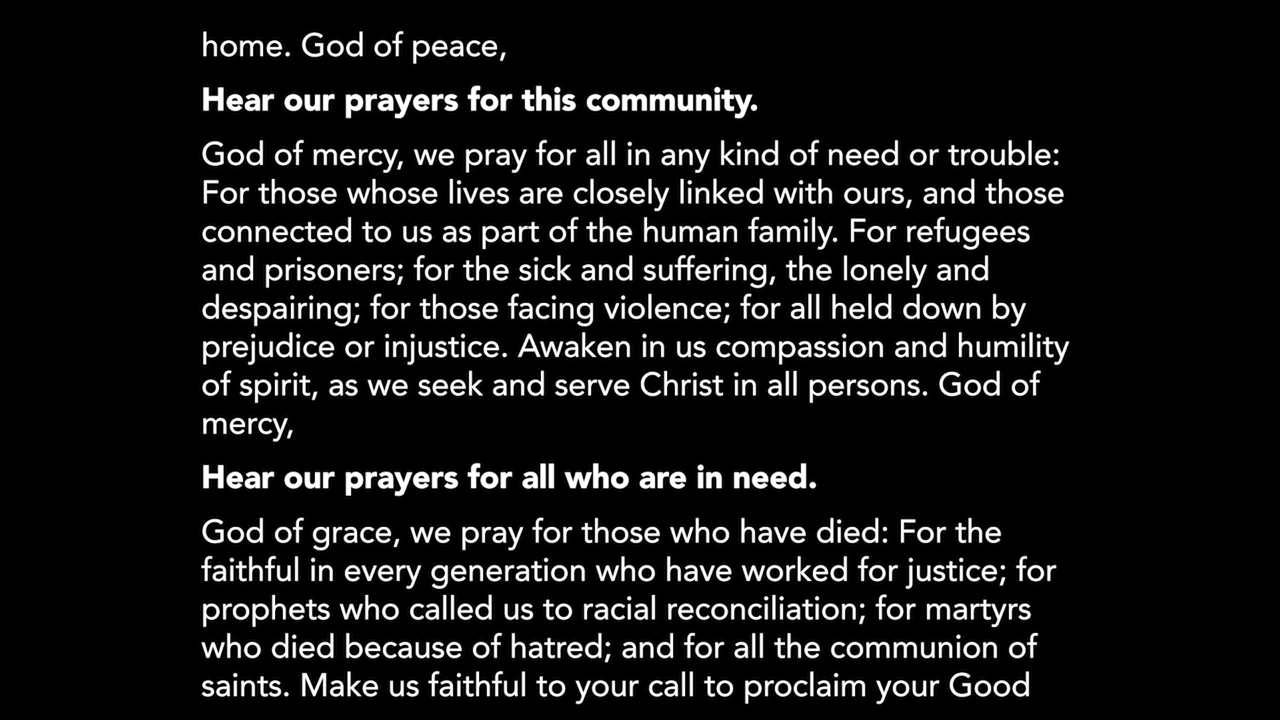 home. God of peace,
Hear our prayers for this community.
God of mercy, we pray for all in any kind of need or trouble:
For those whose lives are closely linked with ours, and those
connected to us as part of the human family. For refugees
and prisoners; for the sick and suffering, the lonely and
despairing; for those facing violence; for all held down by
prejudice or injustice. Awaken in us compassion and humility
of spirit, as we seek and serve Christ in all persons. God of
mercy,
Hear our prayers for all who are in need.
God of grace, we pray for those who have died: For the
faithful in every generation who have worked for justice; for
prophets who called us to racial reconciliation; for martyrs
who died because of hatred; and for all the communion of
saints. Make us faithful to your call to proclaim your Good